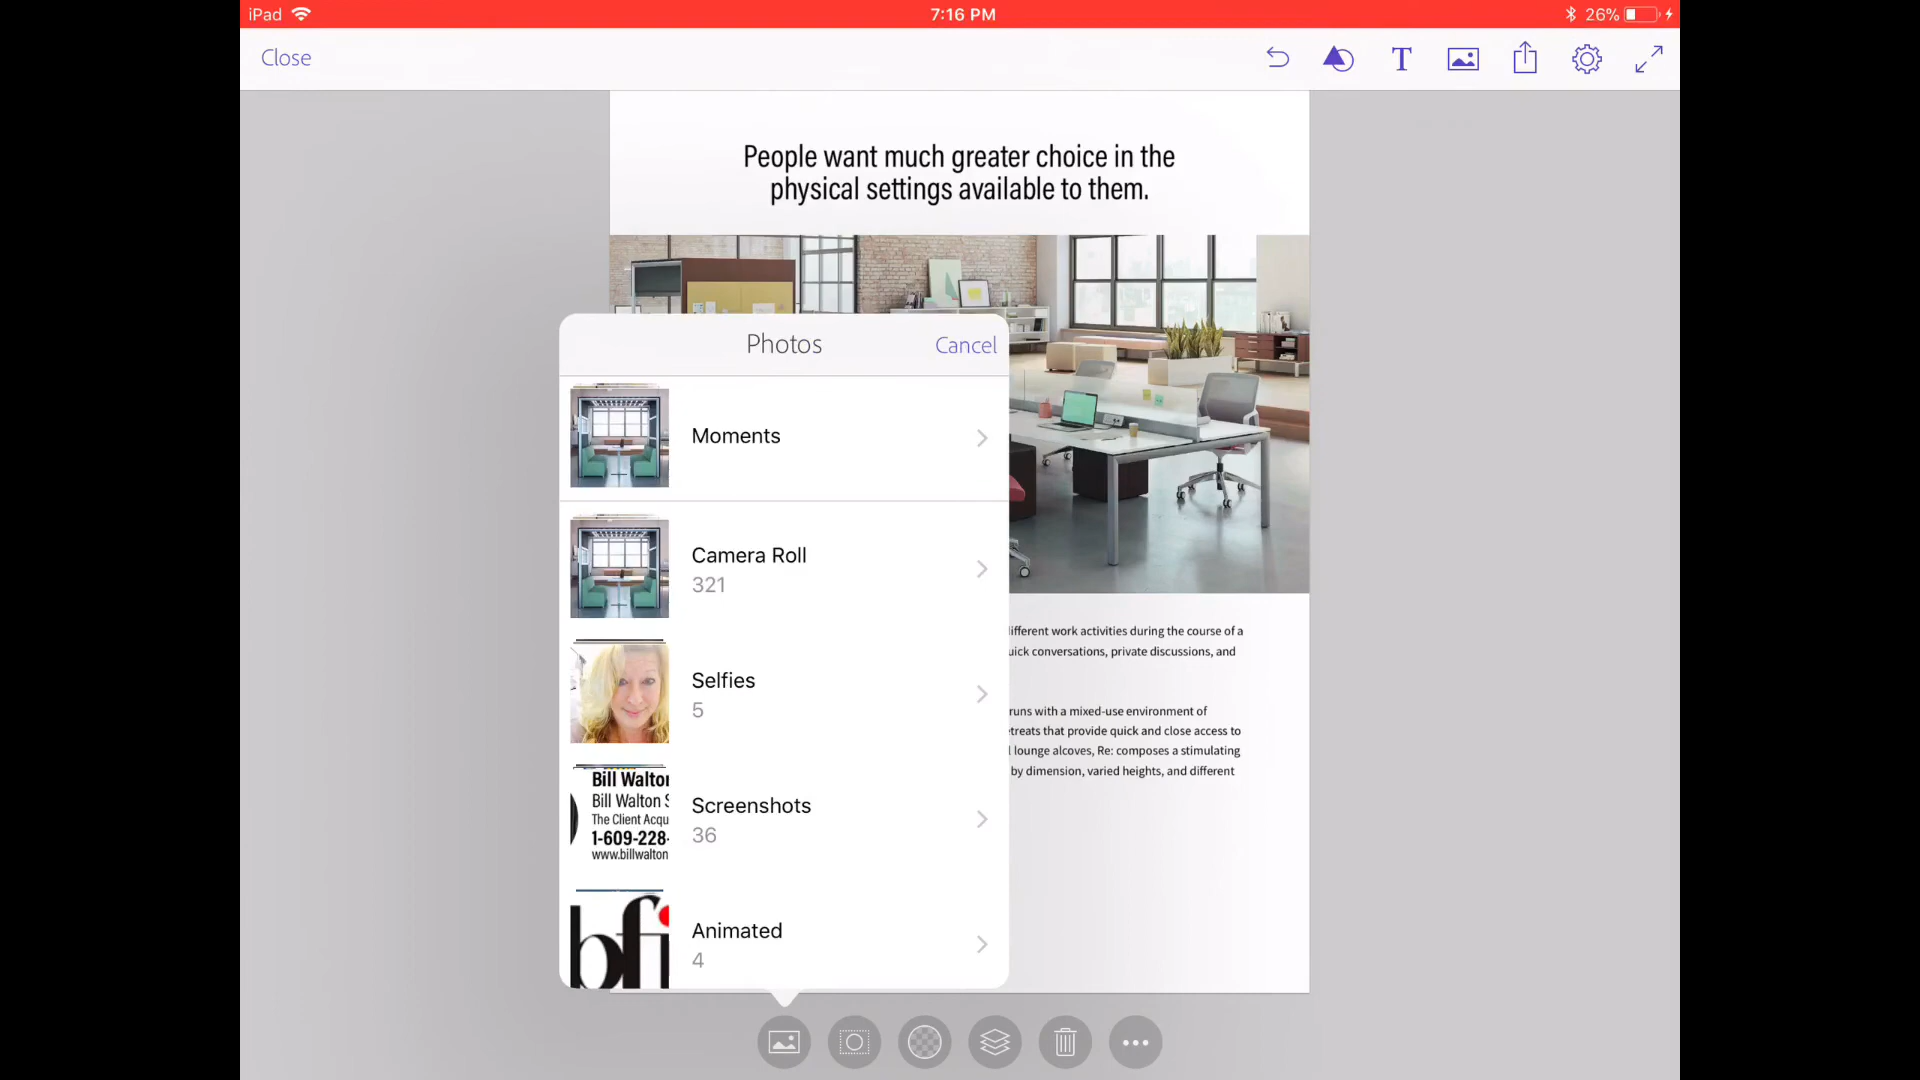 iPad 7:16 PM 26%
Close T
People want much greater choice in the
physical settings available to them.
Photos Cancel
Moments
Camera Roll
321
Selfies
5
Bill Walton
Bill Walton S
The Client Acqu
1-609-228-
www.billwalton
Screenshots
36
bfi
Animated
4
different work activities during the course of a
quick conversations, private discussions, and
runs with a mixed-use environment of
retreats that provide quick and close access to
lounge alcoves, Re: composes a stimulating
by dimension, varied heights, and different